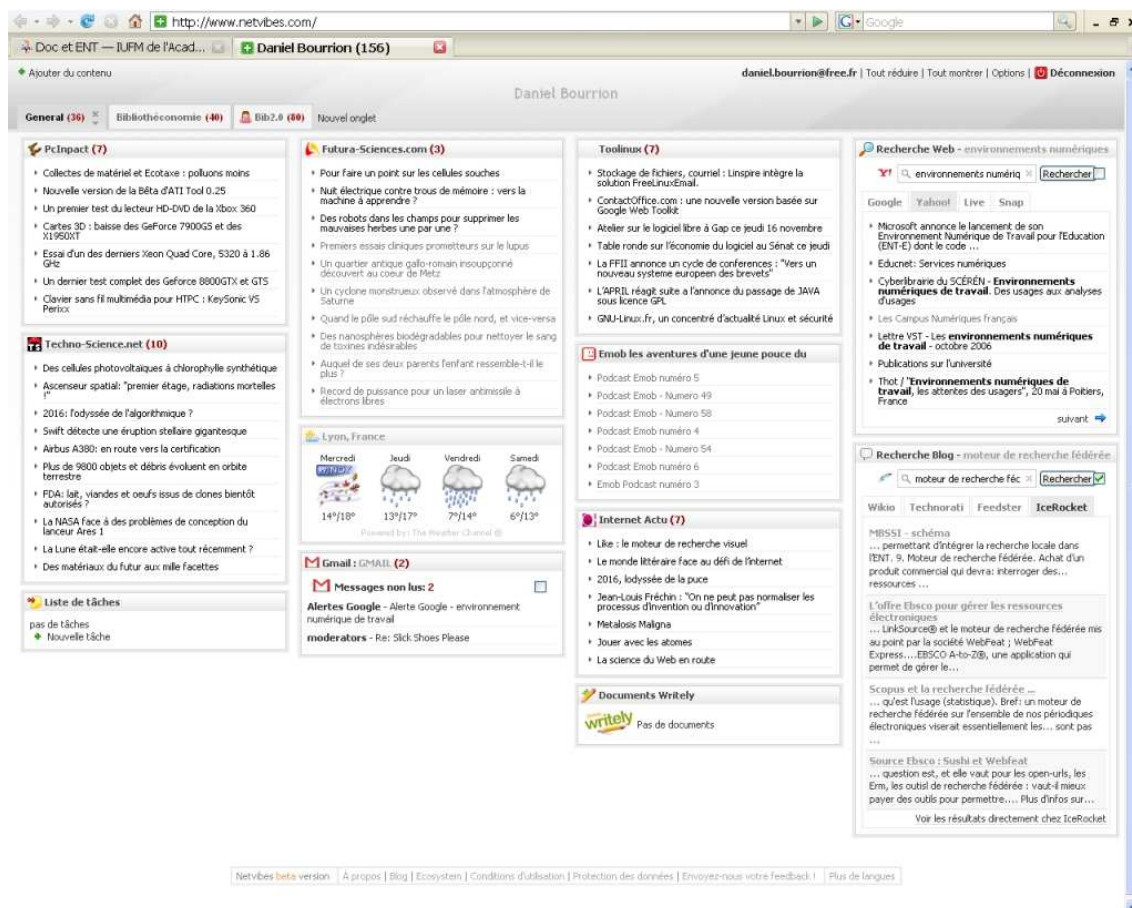 http://www.netvibes.com/
Google
Doc et ENT — IUFM de l'Acad...
Daniel Bourrion (156)
Ajouter du contenu
daniel.bourrion@free.fr | Tout réduire | Tout montrer | Options | Déconnexion
Daniel Bourrion
General (36)
Bibliothéconomie (40)
Bib2.0 (80)
Nouvel onglet
PcInpact (7)
Collectes de matériel et Ecotaxe : polluons moins
Nouvelle version de la Bêta d'ATI Tool 0.25
Un premier test du lecteur HD-DVD de la Xbox 360
Cartes 3D : baisse des GeForce 7900GS et des
X1950XT
Essai d'un des derniers Xeon Quad Core, 5320 à 1.86
GHz
Un dernier test complet des Geforce 8800GTX et GTS
Clavier sans fil multimédia pour HTPC : KeySonic VS
Perixx
Techno-Science.net (10)
Des cellules photovoltaïques à chlorophylle synthétique
Ascenseur spatial: "premier étage, radiations mortelles
!"
2016: l'odyssée de l'algorithmique ?
Swift détecte une éruption stellaire gigantesque
Airbus A380: en route vers la certification
Plus de 9800 objets et débris évoluent en orbite
terrestre
FDA: lait, viandes et oeufs issus de clones bientôt
autorisés ?
La NASA face à des problèmes de conception du
lanceur Ares 1
La Lune était-elle encore active tout récemment ?
Des matériaux du futur aux mille facettes
Liste de tâches
pas de tâches
Nouvelle tâche
Futura-Sciences.com (3)
Pour faire un point sur les cellules souches
Nuit électrique contre trous de mémoire : vers la
machine à apprendre ?
Des robots dans les champs pour supprimer les
mauvaises herbes une par une ?
Premiers essais cliniques prometteurs sur le lupus
Un quartier antique gallo-romain insoupçonné
découvert au coeur de Metz
Un cyclone monstrueux observé dans l'atmosphère de
Saturne
Quand le pôle sud réchauffe le pôle nord, et vice-versa
Des nanosphères biodégradables pour nettoyer le sang
de toxines indésirables
Auquel de ses deux parents l'enfant ressemble-t-il le
plus ?
Record de puissance pour un laser antimissile à
électrons libres
Lyon, France
Mercredi Jeudi Vendredi Samedi
WINDY
14°/18° 13°/17° 7°/14° 6°/13°
Powered by : The Weather Channel ®
Gmail : GMAIL (2)
Messages non lus: 2
Alertes Google - Alerte Google - environnement
numérique de travail
moderators - Re: Slick Shoes Please
Toolinux (7)
Stockage de fichiers, courriel : Linspire intègre la
solution FreeLinuxEmail.
ContactOffice.com : une nouvelle version basée sur
Google Web Toolkit
Atelier sur le logiciel libre à Gap ce jeudi 16 novembre
Table ronde sur l'économie du logiciel au Sénat ce jeudi
La FFII annonce un cycle de conferences : "Vers un
nouveau systeme europeen des brevets"
L'APRIL réagit suite a l'annonce du passage de JAVA
sous licence GPL
GNU-Linux.fr, un concentré d'actualité Linux et sécurité
Emob les aventures d'une jeune pouce du
Podcast Emob numéro 5
Podcast Emob - Numero 49
Podcast Emob - Numero 58
Podcast Emob numéro 4
Podcast Emob - Numero 54
Podcast Emob numéro 6
Emob Podcast numéro 3
Internet Actu (7)
Like : le moteur de recherche visuel
Le monde littéraire face au défi de l'internet
2016, lodyssée de la puce
Jean-Louis Fréchin : "On ne peut pas normaliser les
processus d'invention ou d'innovation"
Metalosis Maligna
Jouer avec les atomes
La science du Web en route
Documents Writely
writely
Pas de documents
Recherche Web - environnements numériques
Y!
environnements numériq
Rechercher
Google Yahoo! Live Snap
Microsoft annonce le lancement de son
Environnement Numérique de Travail pour l'Education
(ENT-E) dont le code ...
Educnet: Services numériques
Cyberlibrairie du SCÉRÉN - Environnements
numériques de travail. Des usages aux analyses
d'usages
Les Campus Numériques français
Lettre VST - Les environnements numériques
de travail - octobre 2006
Publications sur l'université
Thot / "Environnements numériques de
travail, les attentes des usagers", 20 mai à Poitiers,
France
suivant
Recherche Blog - moteur de recherche fédérée
moteur de recherche féc
Rechercher
Wikio Technorati Feedster IceRocket
MBSSI - schéma
... permettant d'intégrer la recherche locale dans
l'ENT. 9. Moteur de recherche fédérée. Achat d'un
produit commercial qui devra: interroger des...
ressources ...
L'offre Ebsco pour gérer les ressources
électroniques
... LinkSource® et le moteur de recherche fédérée mis
au point par la société WebFeat ; WebFeat
Express....EBSCO A-to-Z®, une application qui
permet de gérer le...
Scopus et la recherche fédérée ...
... qu'est l'usage (statistique). Bref: un moteur de
recherche fédérée sur l'ensemble de nos périodiques
électroniques viserait essentiellement les... sont pas
...
Source Ebsco : Sushi et Webfeat
... question est, et elle vaut pour les open-urls, les
Erm, les outisl de recherche fédérée : vaut-il mieux
payer des outils pour permettre.... Plus d'infos sur...
Voir les résultats directement chez IceRocket
Netvibes beta version | A propos | Blog | Ecosystem | Conditions d'utilisation | Protection des données | Envoyez-nous votre feedback ! | Plus de langues